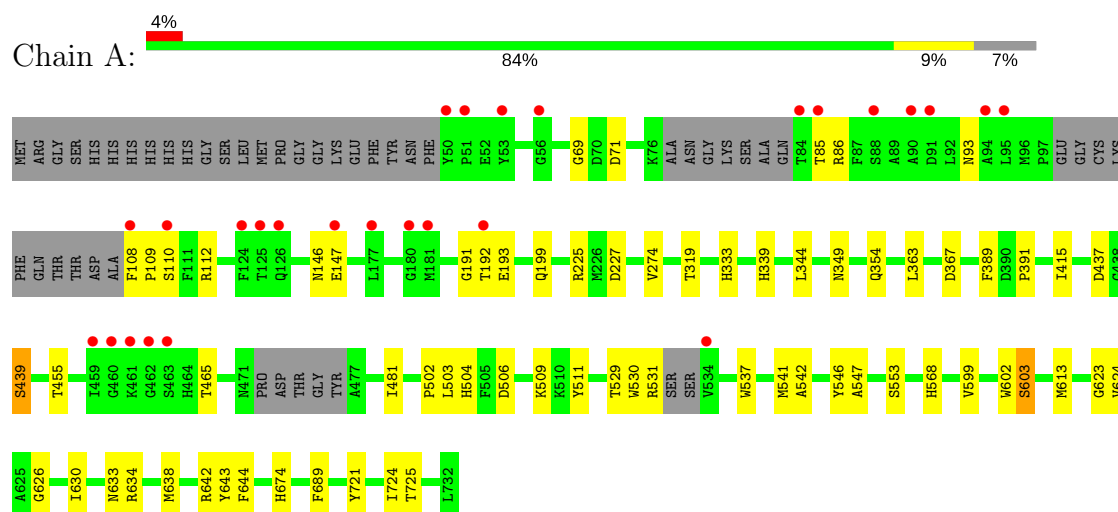 4%
Chain A:
84% 9% 7%
MET ARG GLY SER HIS HIS HIS HIS HIS HIS GLY SER LEU MET PRO GLY GLY LYS GLU PHE TYR ASN PHE Y50 P51 E52 Y53 G56 G69 D70 D71 K76 ALA ASN GLY LYS SER ALA GLN T84 T85 R86 F87 S88 A89 A90 D91 L92 N93 A94 L95 M96 P97 GLU GLY CYS LYS
PHE GLN THR THR ASP ALA F108 P109 S110 F111 R112 F124 T125 Q126 N146 E147 L177 G180 M181 G191 T192 E193 Q199 R225 M226 D227 V274 T319 H333 H339 L344 N349 Q354 L363 D367 F389 D390 P391 I415 D437
S439 T455 I459 G460 K461 G462 S463 H464 T465 N471 PRO ASP THR GLY TYR A477 I481 P502 L503 H504 F505 D506 K509 K510 Y511 T529 W530 R531 SER SER V534 W537 M541 A542 Y546 A547 S553 H568 V599 W602 S603 M613 G623 V624
A625 G626 I630 N633 R634 M638 R642 Y643 F644 H674 F689 Y721 I724 T725 L732